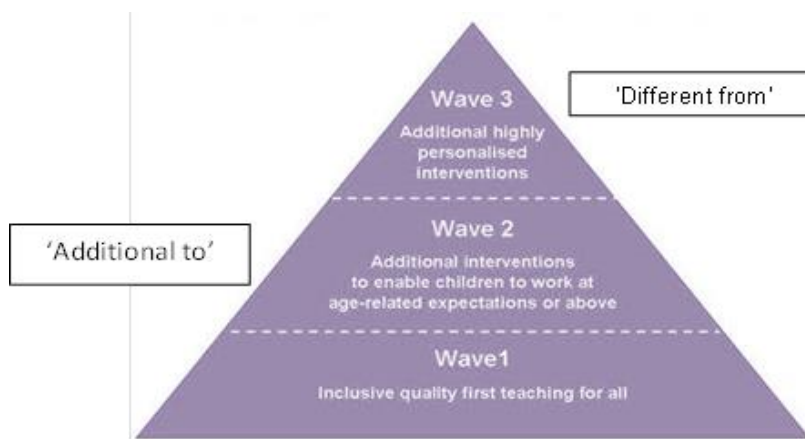 Wave 3
'Different from'
Additional highly
personalised
interventions
'Additional to'
Wave 2
Additional interventions
to enable children to work at
age-related expectations or above
Wave1
Inclusive quality first teaching for all